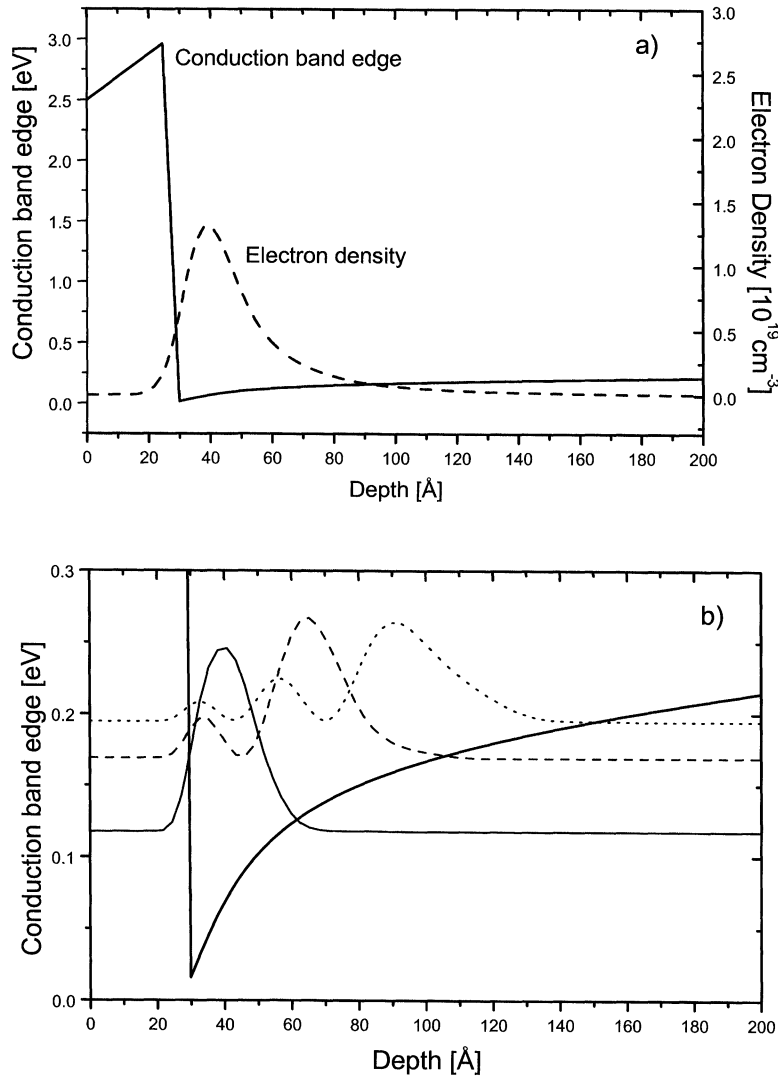 a)
Conduction band edge
Electron density
Conduction band edge [eV]
3.0
2.5
2.0
1.5
1.0
0.5
0.0
Electron Density [10¹⁹cm⁻³]
3.0
2.5
2.0
1.5
1.0
0.5
0.0
0 20 40 60 80 100 120 140 160 180 200
Depth [Å]
b)
Conduction band edge [eV]
0.3
0.2
0.1
0.0
0 20 40 60 80 100 120 140 160 180 200
Depth [Å]